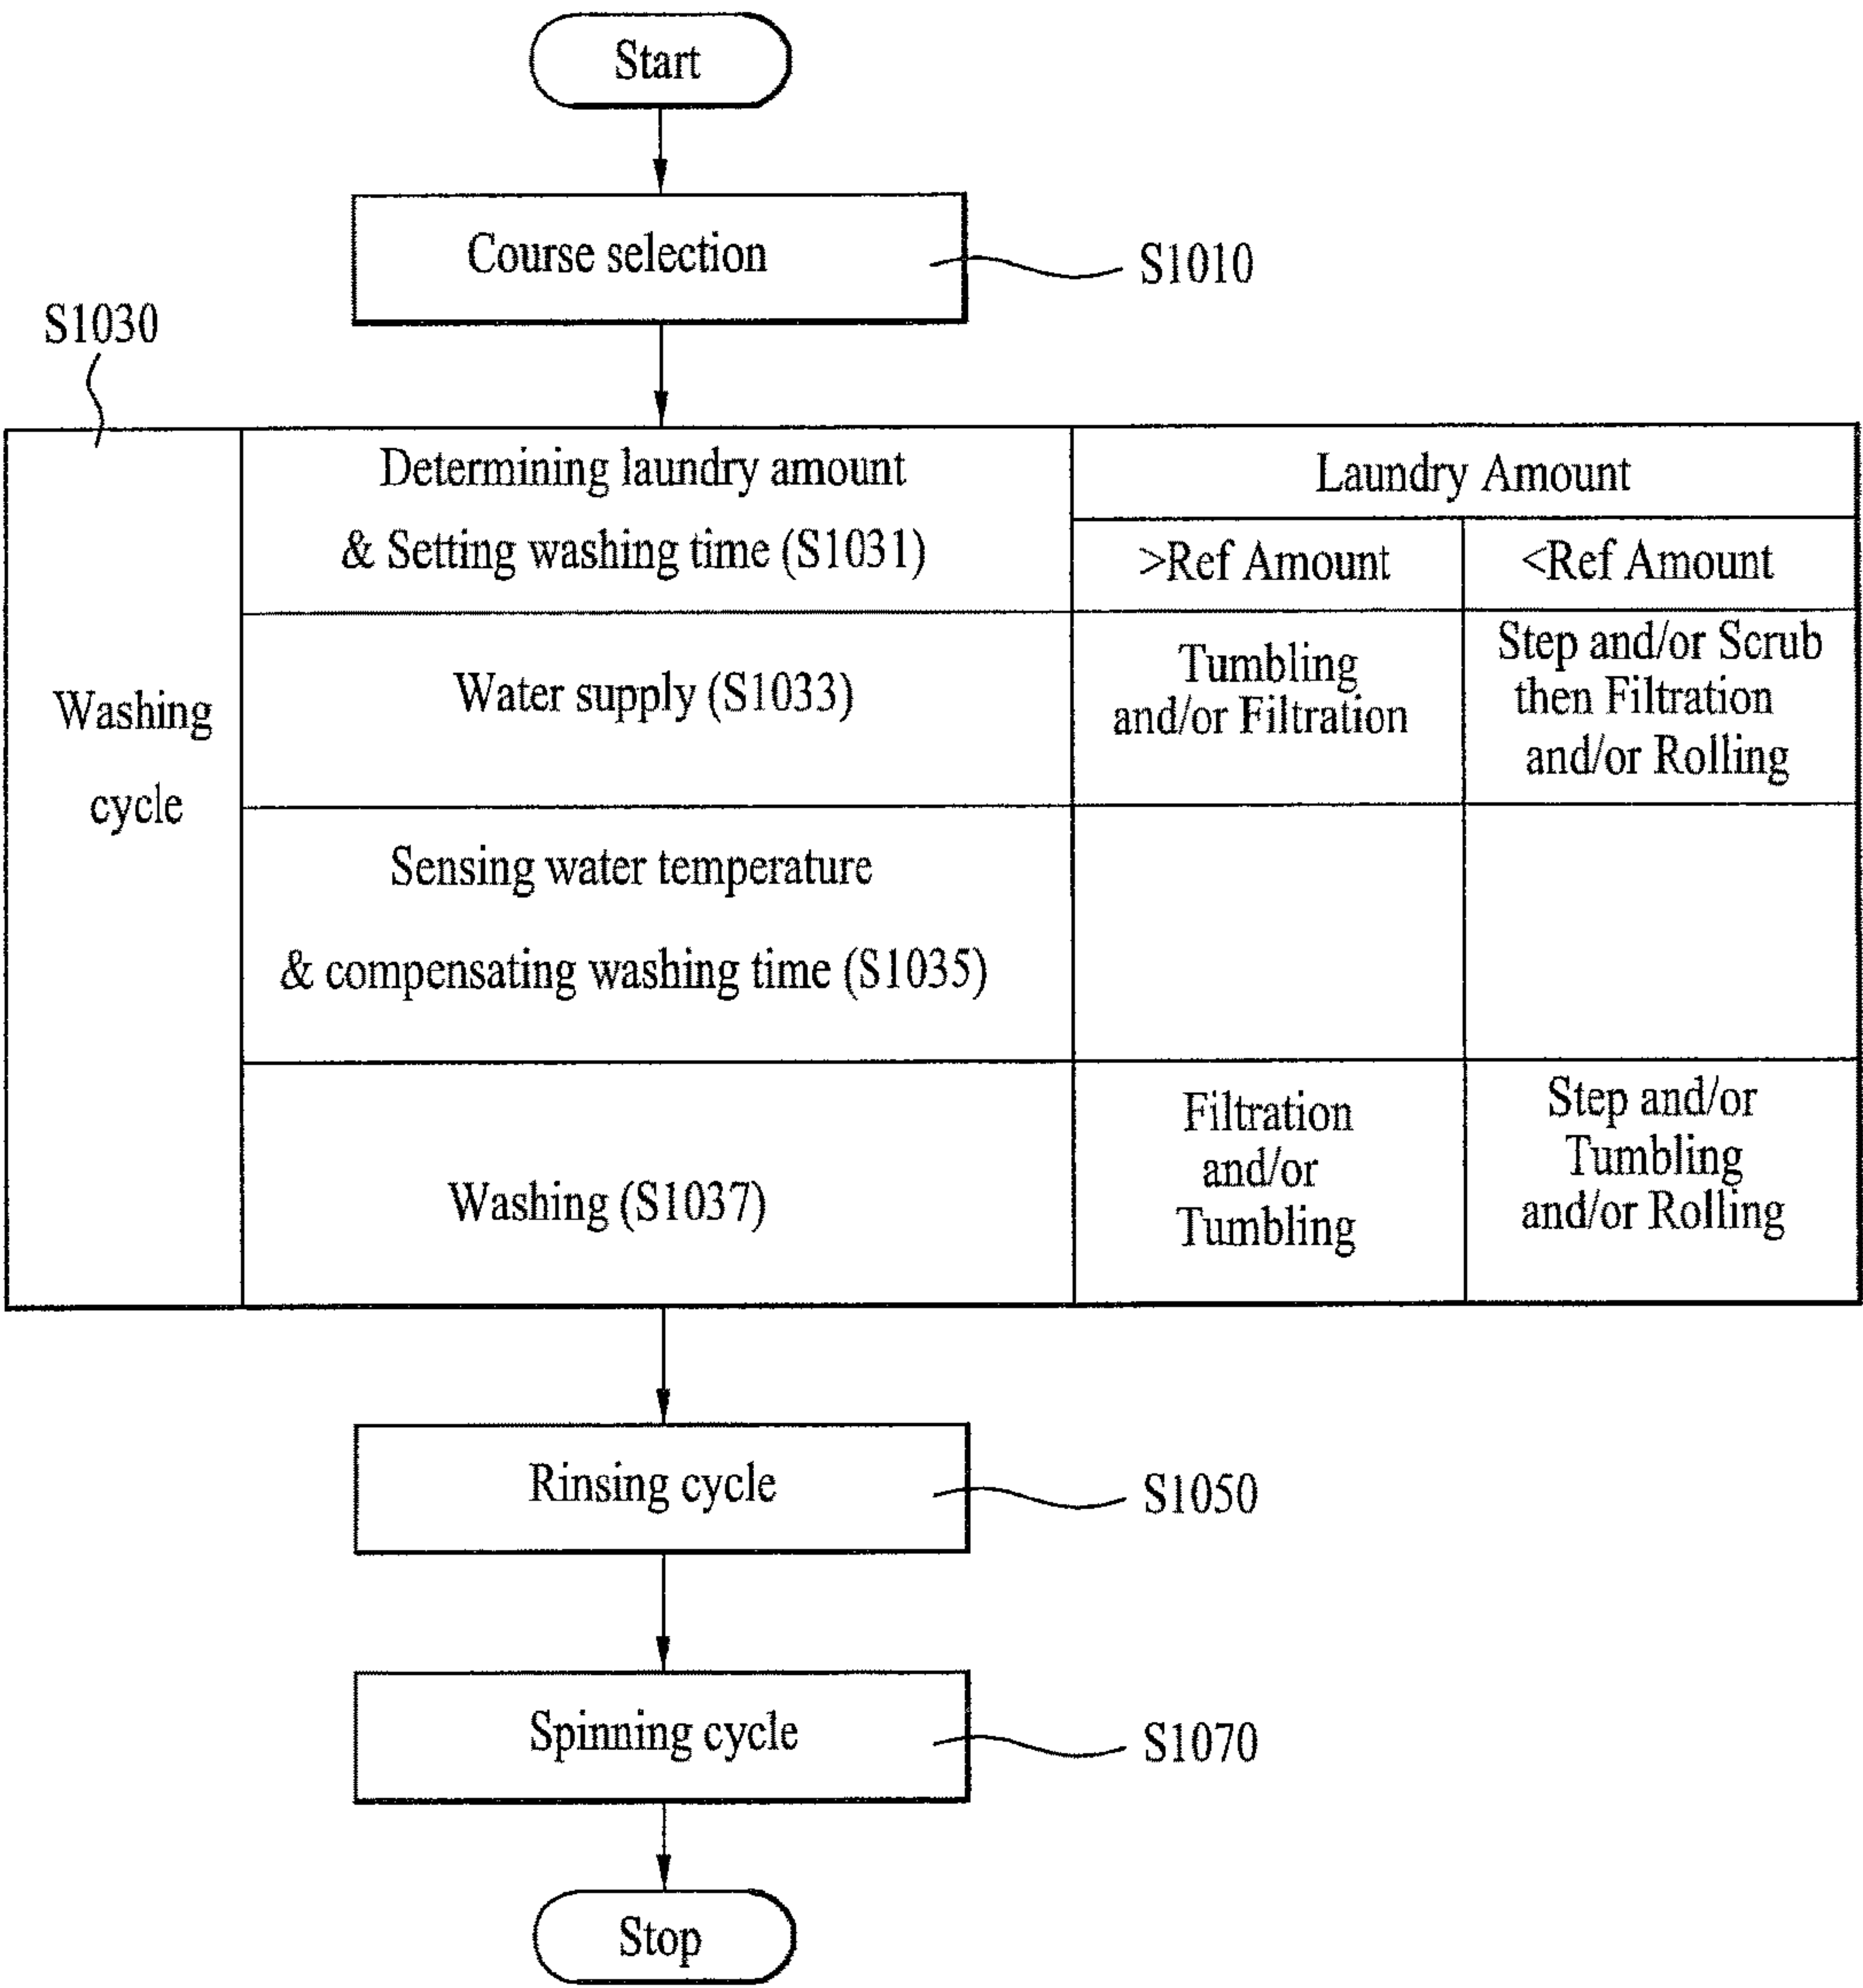 Start
Course selection
S1010
S1030
Washing
cycle
Determining laundry amount
& Setting washing time (S1031)
Laundry Amount
>Ref Amount
<Ref Amount
Water supply (S1033)
Tumbling
and/or Filtration
Step and/or Scrub
then Filtration
and/or Rolling
Sensing water temperature
& compensating washing time (S1035)
Washing (S1037)
Filtration
and/or
Tumbling
Step and/or
Tumbling
and/or Rolling
Rinsing cycle
S1050
Spinning cycle
S1070
Stop